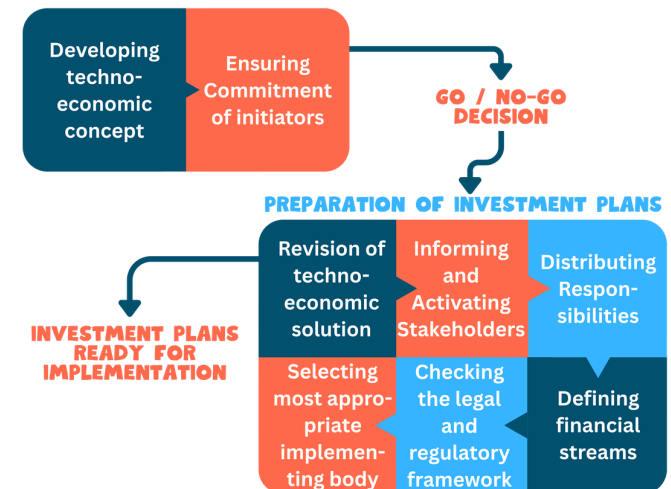 Developing
techno-
economic
concept
Ensuring
Commitment
of initiators
GO / NO-GO
DECISION
PREPARATION OF INVESTMENT PLANS
Revision of
techno-
economic
solution
Informing
and
Activating
Stakeholders
Distributing
Respon-
sibilities
INVESTMENT PLANS
READY FOR
IMPLEMENTATION
Selecting
most appro-
priate
implemen-
ting body
Checking
the legal
and
regulatory
framework
Defining
financial
streams